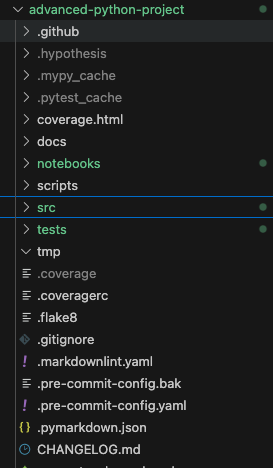 advanced-python-project
.github
.hypothesis
.mypy_cache
.pytest_cache
coverage.html
docs
notebooks
scripts
src
tests
tmp
.coverage
.coveragerc
.flake8
.gitignore
.markdownlint.yaml
.pre-commit-config.bak
.pre-commit-config.yaml
.pymarkdown.json
CHANGELOG.md